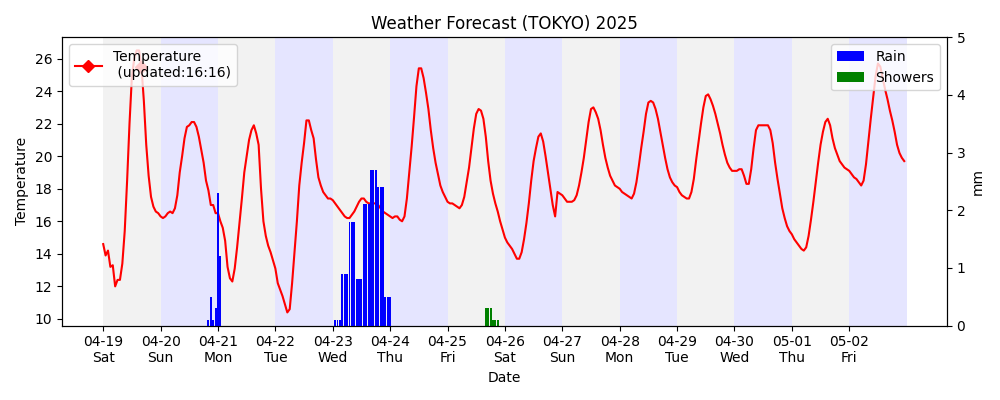 Weather Forecast (TOKYO) 2025
Temperature
(updated:16:16)
Rain
Showers
Temperature
26
24
22
20
18
16
14
12
10
5
4
3
2
1
0
mm
04-19 04-20 04-21 04-22 04-23 04-24 04-25 04-26 04-27 04-28 04-29 04-30 05-01 05-02
Sat Sun Mon Tue Wed Thu Fri Sat Sun Mon Tue Wed Thu Fri
Date